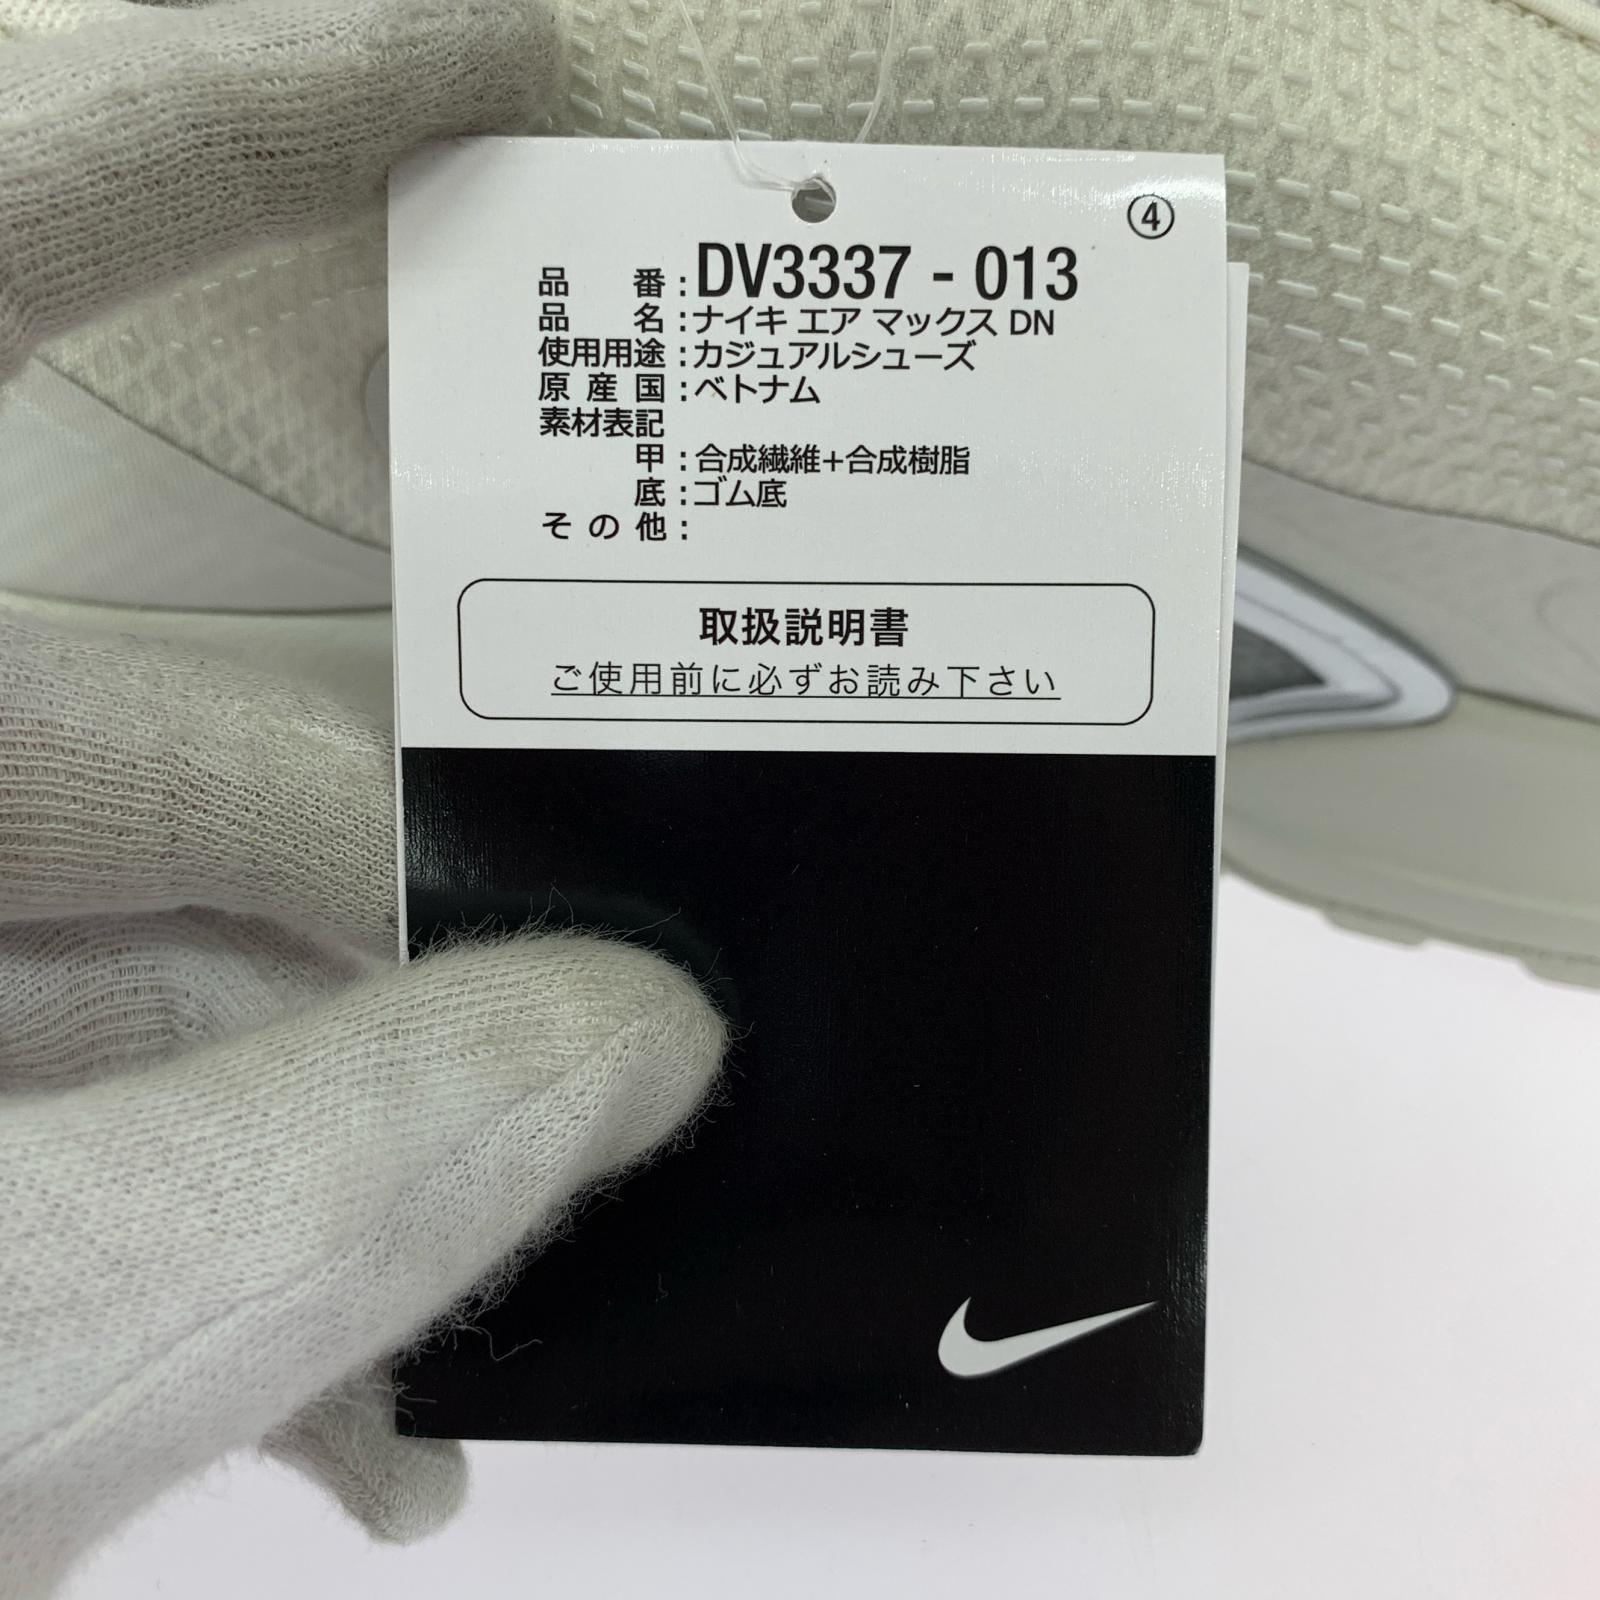 ④
品番:DV3337 - 013
品名:ナイキ エア マックス DN
使用用途:カジュアルシューズ
原産国:ベトナム
素材表記
甲:合成繊維+合成樹脂
底:ゴム底
その他:
取扱説明書
ご使用前に必ずお読み下さい